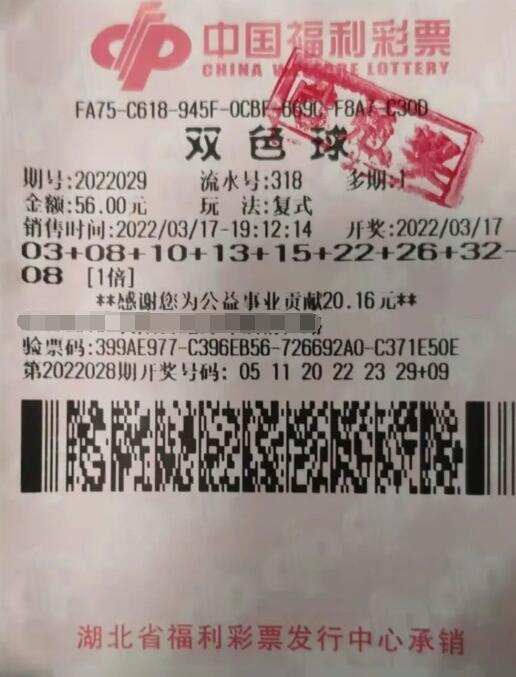 中国福利彩票
CHINA WELFARE LOTTERY
FA75-C618-945F-0CBF-669C-F8A7-C30D
双色球
期号:2022029 流水号:318 多期:1
金额:56.00元 玩 法:复式
销售时间:2022/03/17-19:12:14 开奖:2022/03/17
03+08+10+13+15+22+26+32-
08 [1倍]
**感谢您为公益事业贡献20.16元**
验票码:399AE977-C396EB56-726692A0-C371E50E
第2022028期开奖号码: 05 11 20 22 23 29+09
湖北省福利彩票发行中心承销